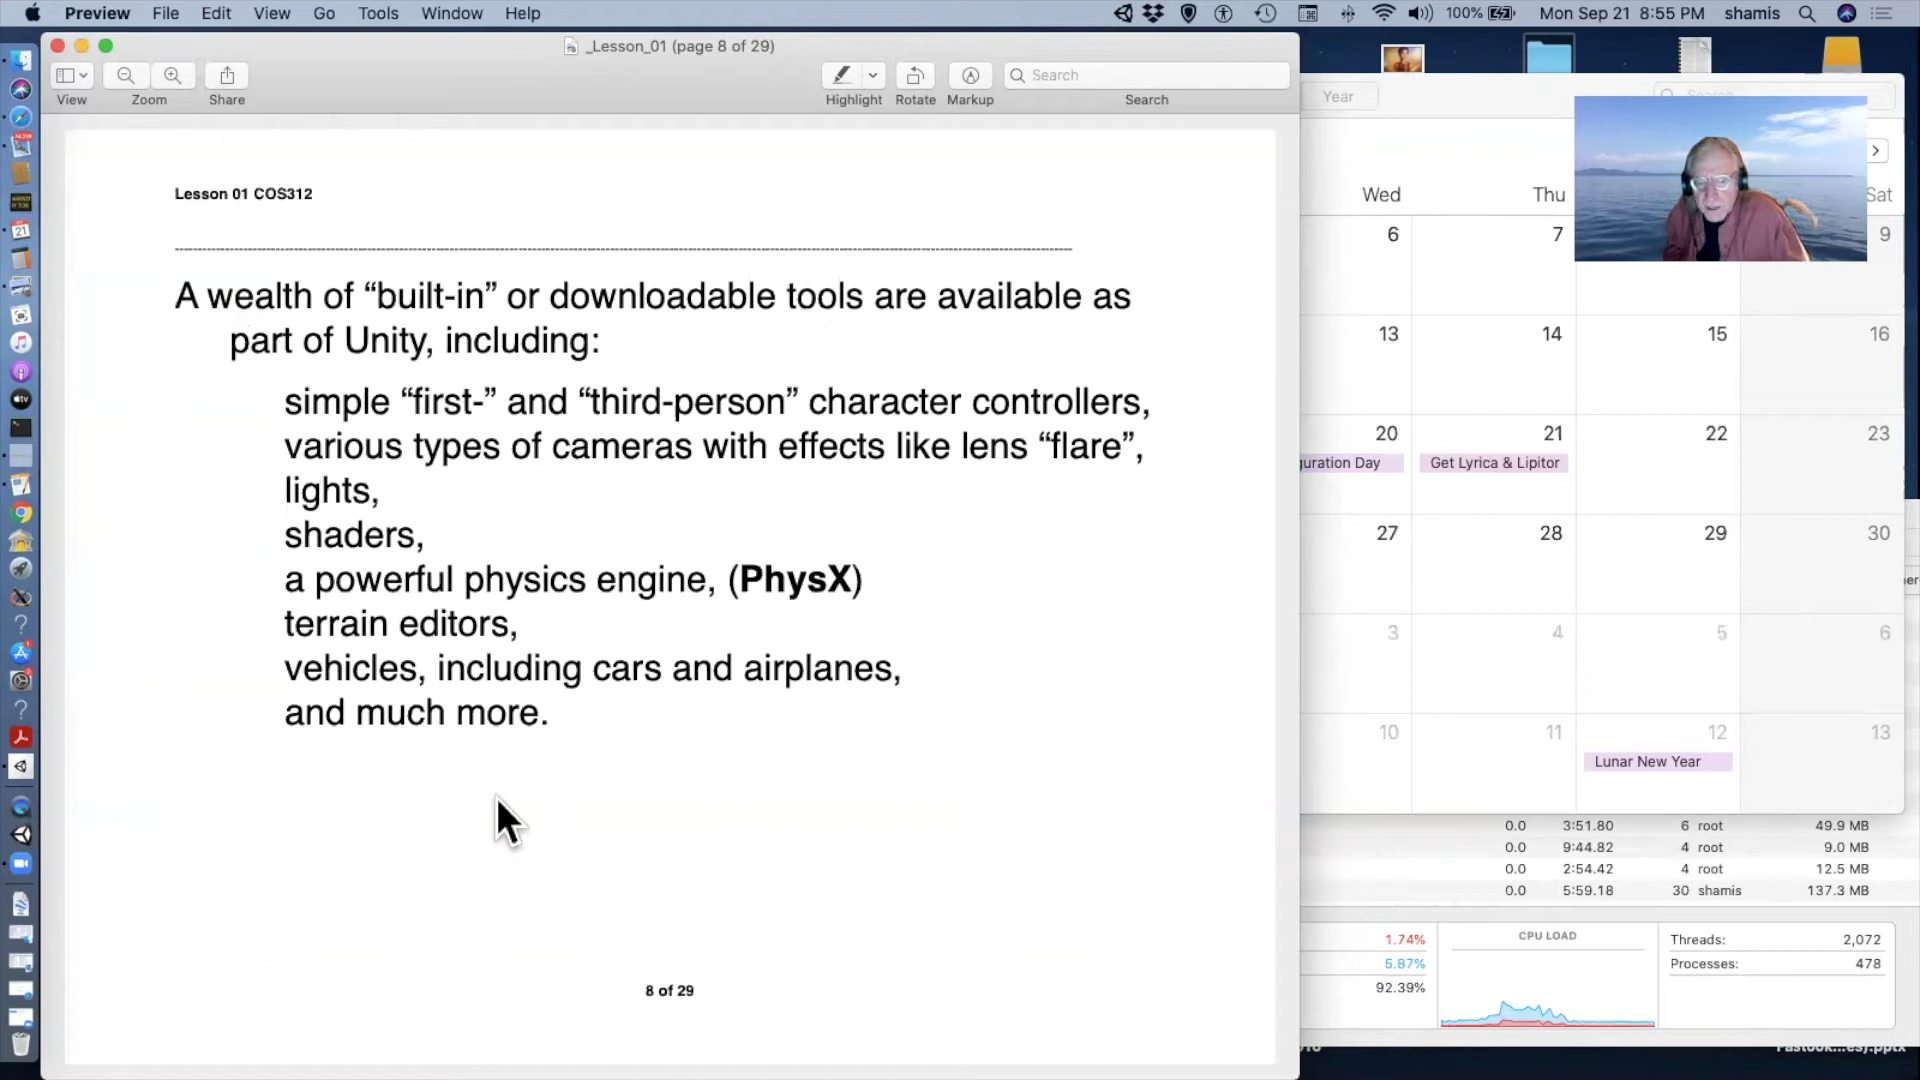 Preview File Edit View Go Tools Window Help
100% Mon Sep 21 8:55 PM shamis
_Lesson_01 (page 8 of 29)
Search
View Zoom Share Highlight Rotate Markup Search
Lesson 01 COS312
A wealth of “built-in” or downloadable tools are available as
part of Unity, including:
simple “first-” and “third-person” character controllers,
various types of cameras with effects like lens “flare”,
lights,
shaders,
a powerful physics engine, (PhysX)
terrain editors,
vehicles, including cars and airplanes,
and much more.
8 of 29
Year Search
Wed Thu Sat
6 7 9
13 14 15 16
20 21 22 23
guration Day Get Lyrica & Lipitor
27 28 29 30
3 4 5 6
10 11 12 13
Lunar New Year
0.0 3:51.80 6 root 49.9 MB
0.0 9:44.82 4 root 9.0 MB
0.0 2:54.42 4 root 12.5 MB
0.0 5:59.18 30 shamis 137.3 MB
1.74% CPU LOAD Threads: 2,072
5.87% Processes: 478
92.39%